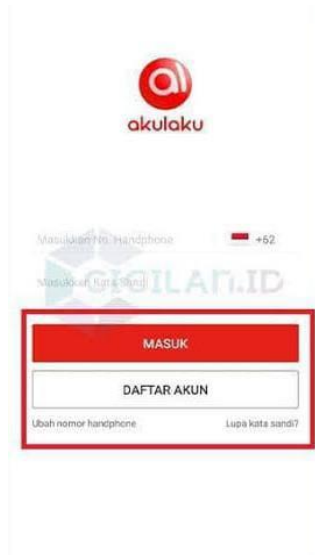 al
akulaku
Masukkan No. Handphone +62
Masukkan Kata Sandi
GIGILAN.ID
MASUK
DAFTAR AKUN
Ubah nomor handphone Lupa kata sandi?